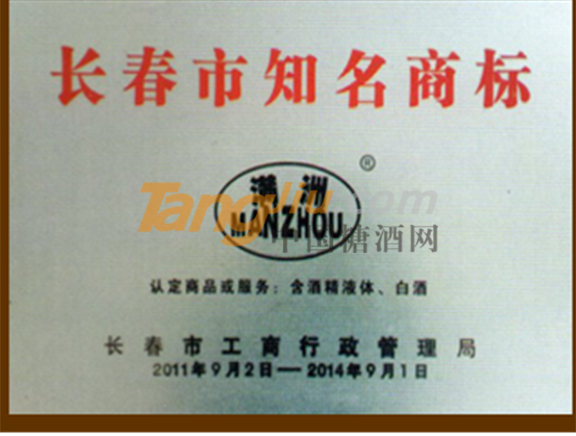 长春市知名商标
®
满洲
MANZHOU
Tangjiu.com
中国糖酒网
认定商品或服务：含酒精液体、白酒
长春市工商行政管理局
2011年9月2日—2014年9月1日